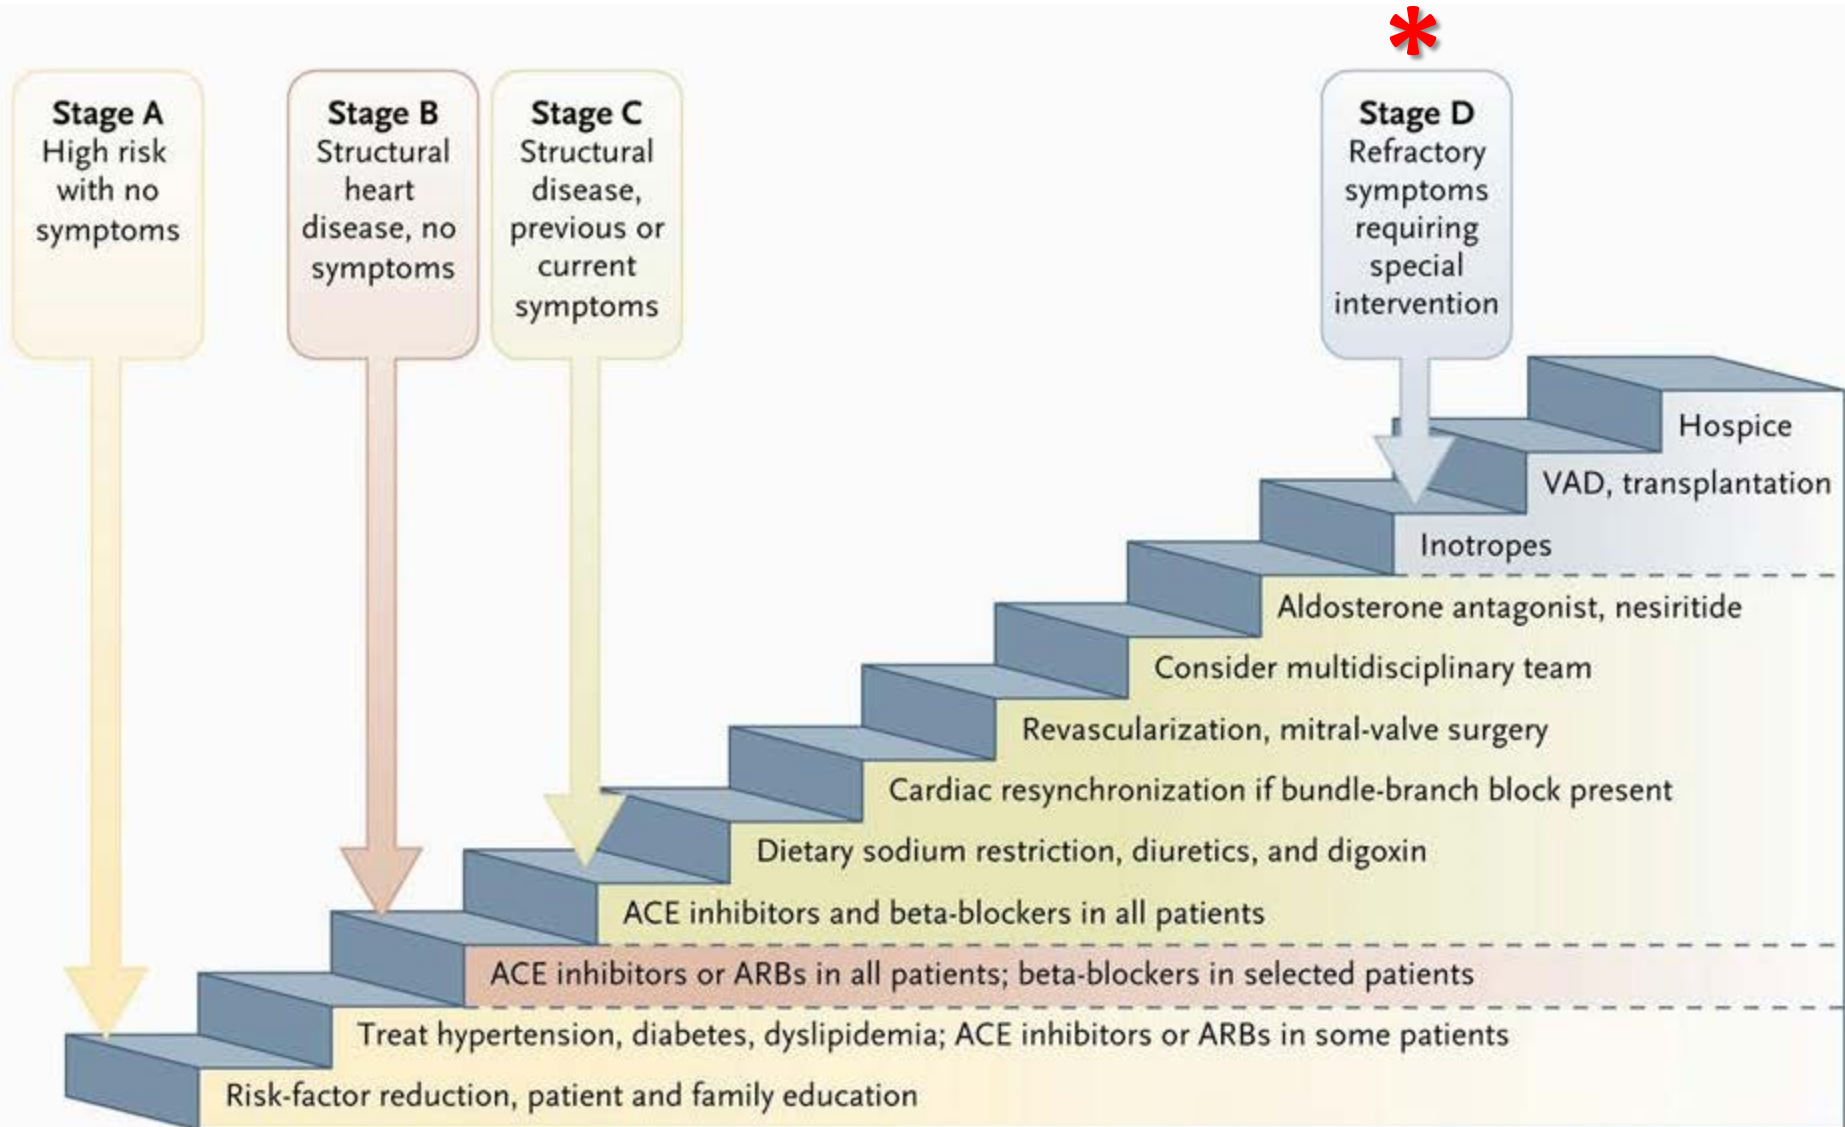 *
Stage A
High risk
with no
symptoms
Stage B
Structural
heart
disease, no
symptoms
Stage C
Structural
disease,
previous or
current
symptoms
Stage D
Refractory
symptoms
requiring
special
intervention
Hospice
VAD, transplantation
Inotropes
Aldosterone antagonist, nesiritide
Consider multidisciplinary team
Revascularization, mitral-valve surgery
Cardiac resynchronization if bundle-branch block present
Dietary sodium restriction, diuretics, and digoxin
ACE inhibitors and beta-blockers in all patients
ACE inhibitors or ARBs in all patients; beta-blockers in selected patients
Treat hypertension, diabetes, dyslipidemia; ACE inhibitors or ARBs in some patients
Risk-factor reduction, patient and family education